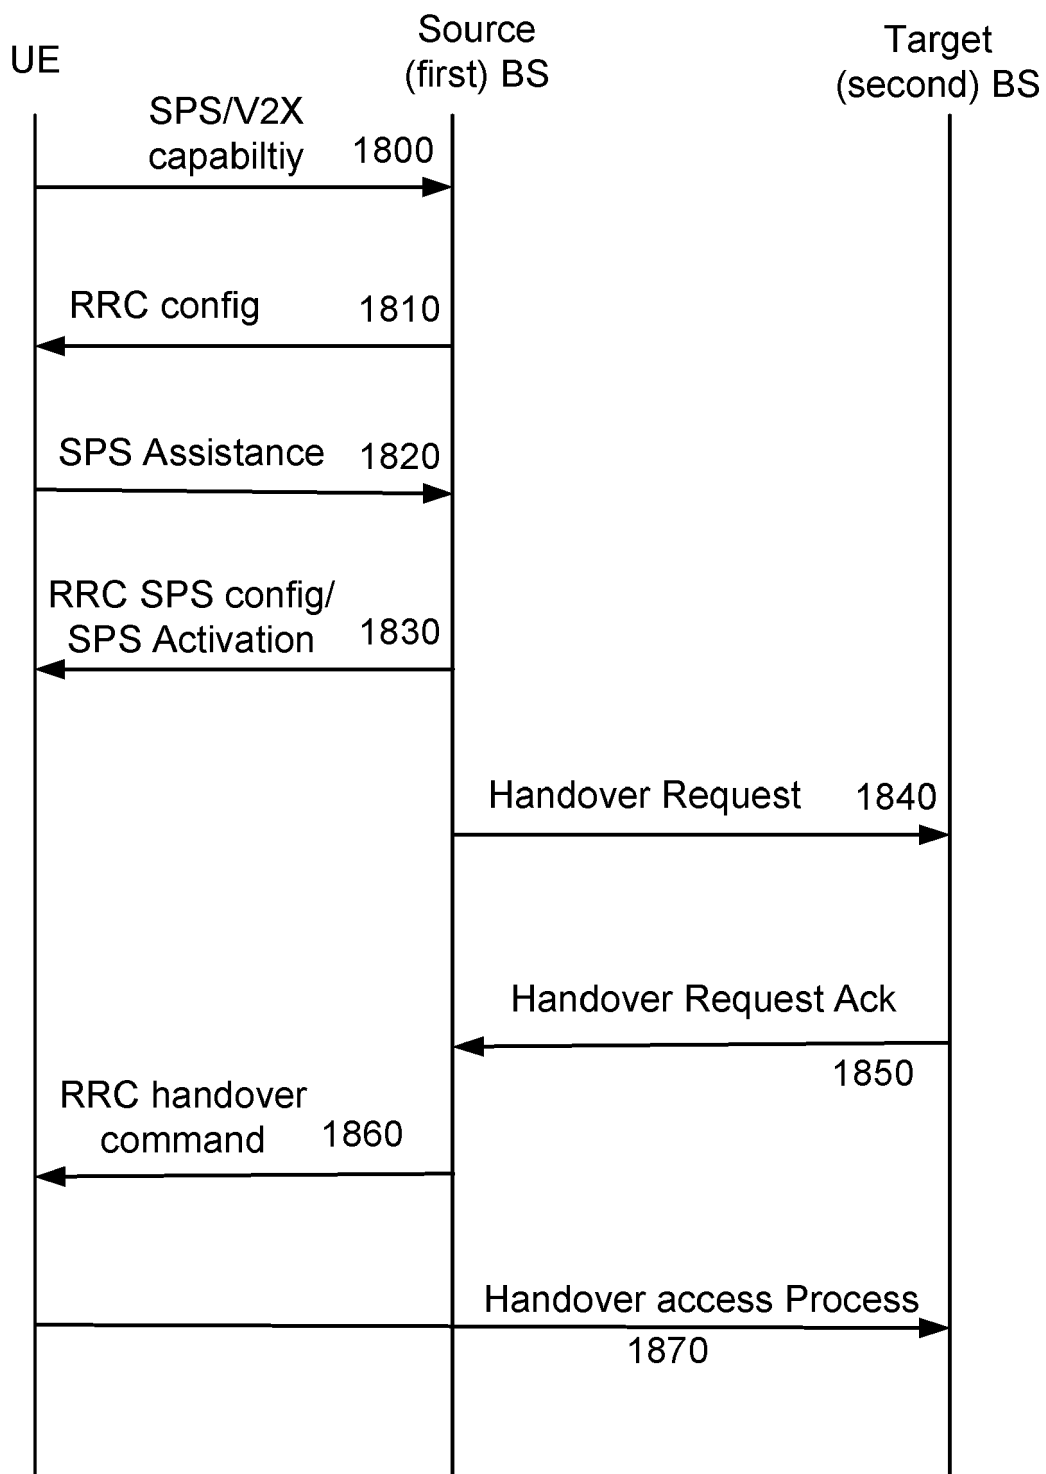 UE
Source
(first) BS
Target
(second) BS
SPS/V2X
capabiltiy
1800
RRC config
1810
SPS Assistance
1820
RRC SPS config/
SPS Activation
1830
Handover Request
1840
Handover Request Ack
1850
RRC handover
command
1860
Handover access Process
1870